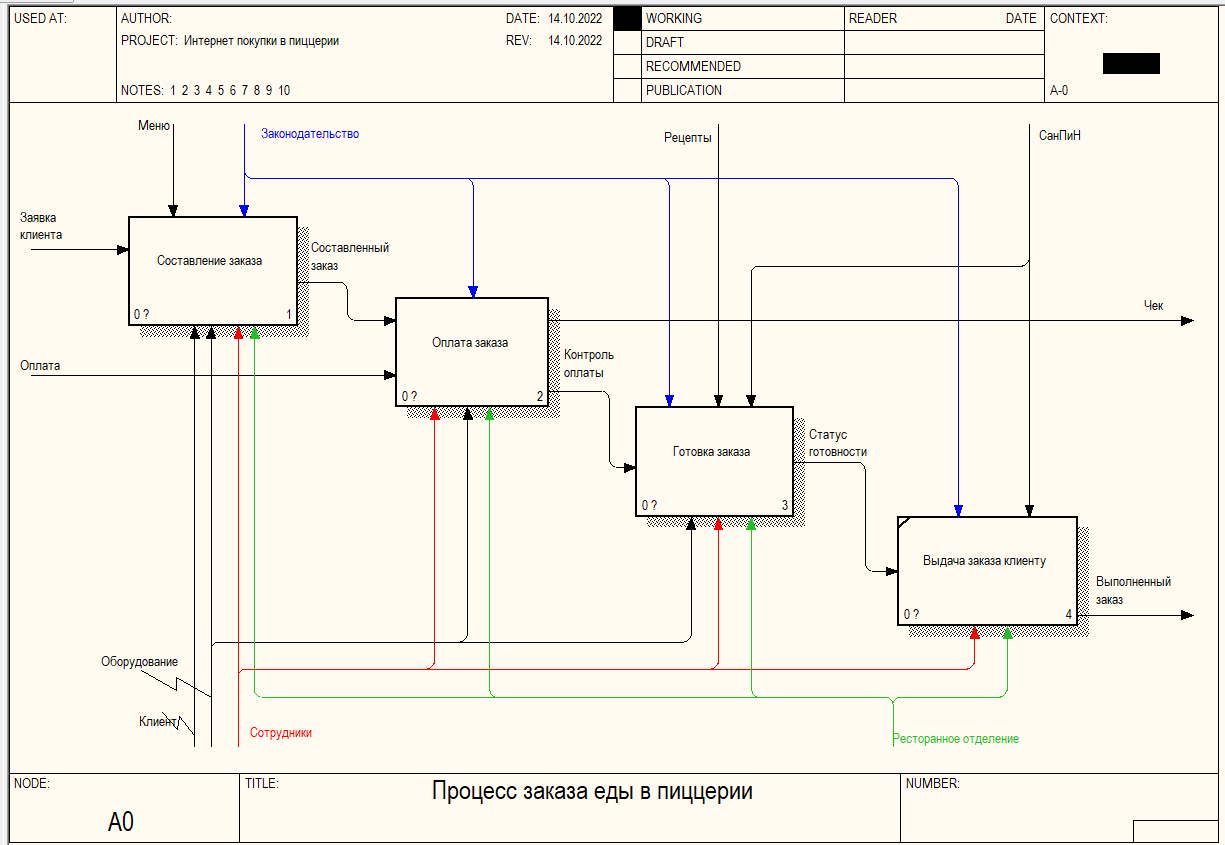 USED AT:
AUTHOR:
DATE: 14.10.2022
PROJECT: Интернет покупки в пиццерии
REV: 14.10.2022
NOTES: 1 2 3 4 5 6 7 8 9 10
WORKING
DRAFT
RECOMMENDED
PUBLICATION
READER DATE
CONTEXT:
A-0
Меню
Законодательство
Рецепты
СанПиН
Заявка
клиента
Составление заказа
0 ? 1
Составленный
заказ
Чек
Оплата заказа
0 ? 2
Оплата
Контроль
оплаты
Готовка заказа
0 ? 3
Статус
готовности
Выдача заказа клиенту
0 ? 4
Выполненный
заказ
Оборудование
Клиент
Сотрудники
Ресторанное отделение
NODE:
A0
TITLE:
Процесс заказа еды в пиццерии
NUMBER: